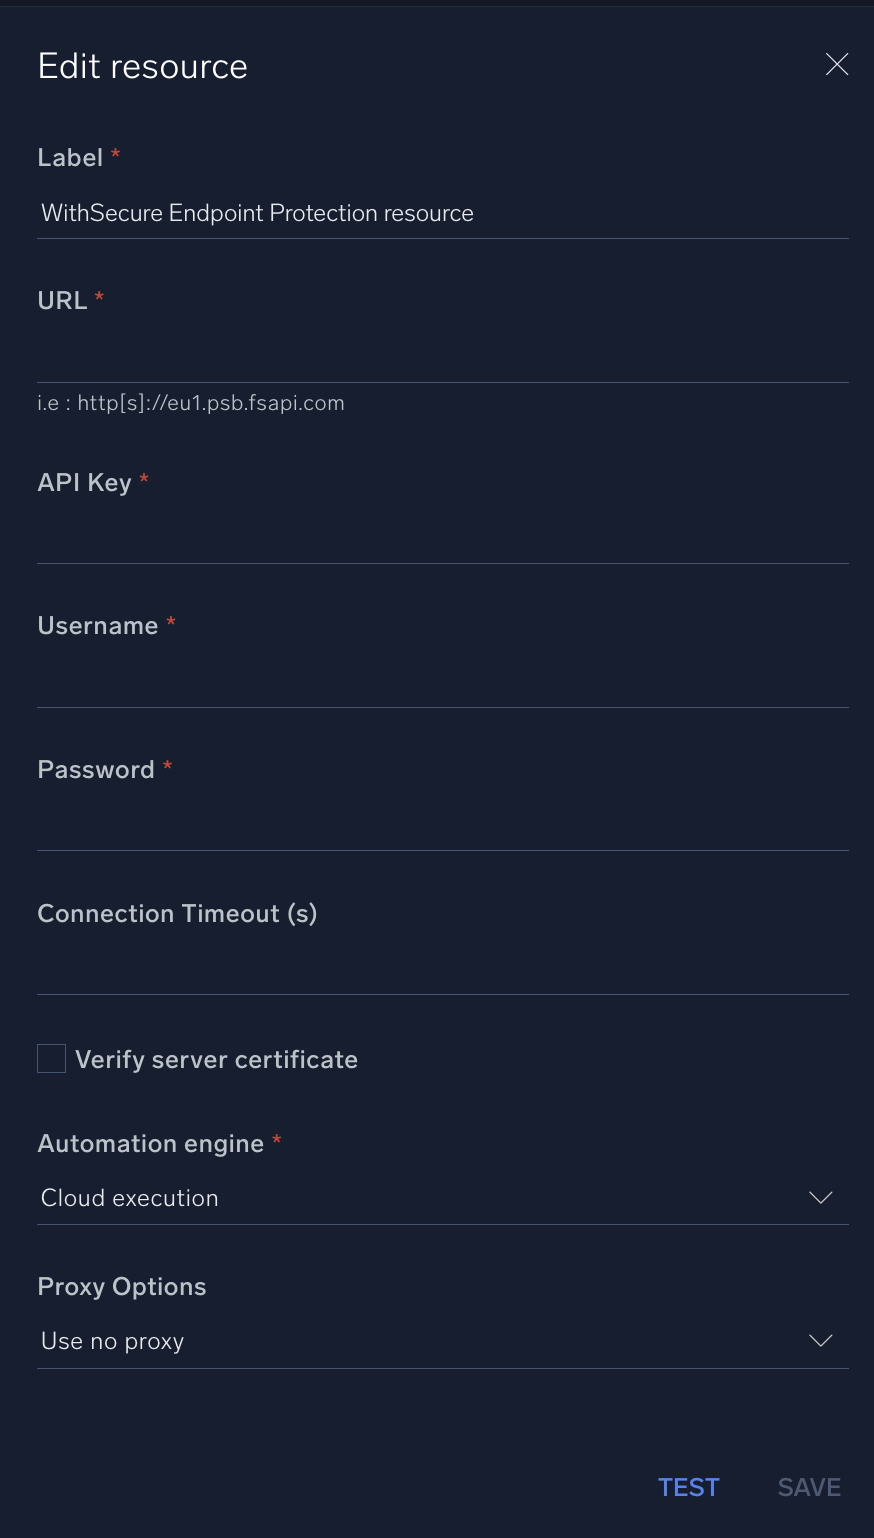 Edit resource
Label *
WithSecure Endpoint Protection resource
URL *
i.e : http[s]://eu1.psb.fsapi.com
API Key *
Username *
Password *
Connection Timeout (s)
Verify server certificate
Automation engine *
Cloud execution
Proxy Options
Use no proxy
TEST SAVE